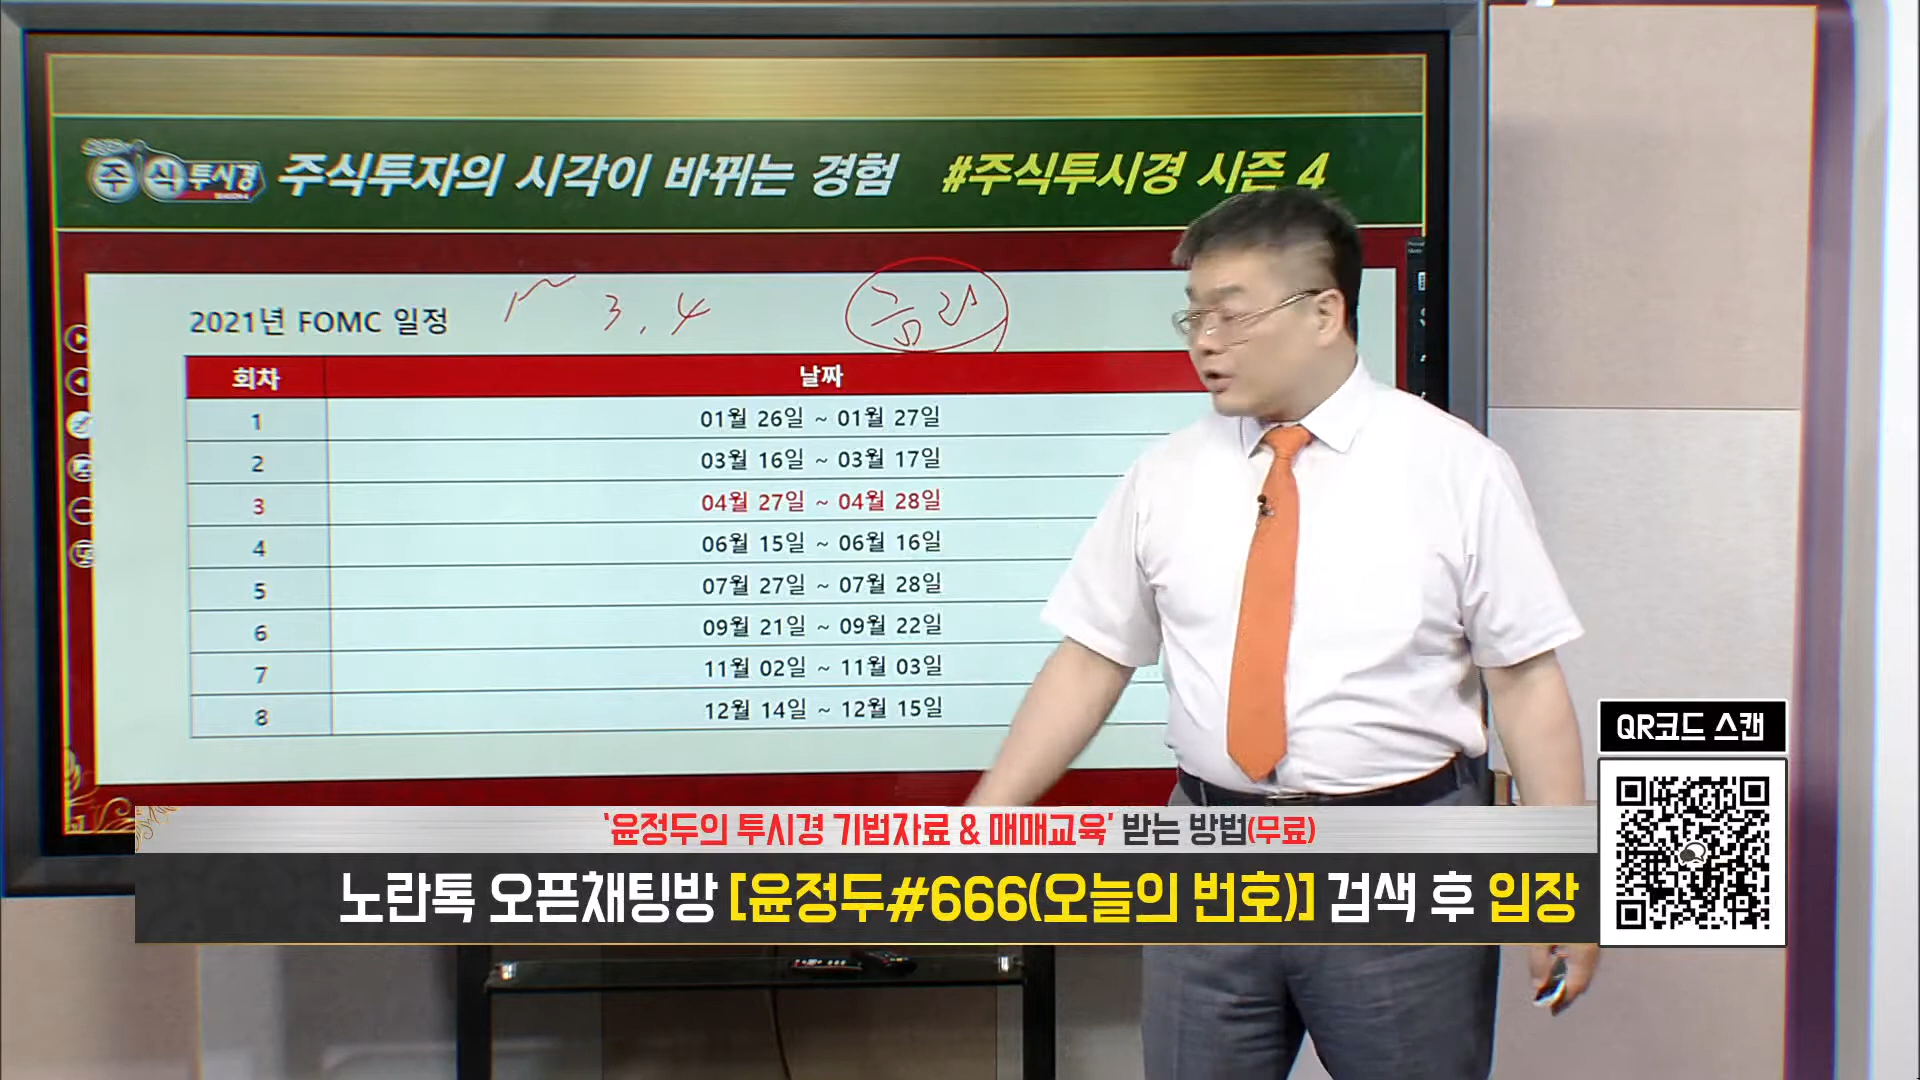 주식투시경 주식투자의 시각이 바뀌는 경험 #주식투시경 시즌 4
2021년 FOMC 일정
3, 4
회차 날짜
1 01월 26일 ~ 01월 27일
2 03월 16일 ~ 03월 17일
3 04월 27일 ~ 04월 28일
4 06월 15일 ~ 06월 16일
5 07월 27일 ~ 07월 28일
6 09월 21일 ~ 09월 22일
7 11월 02일 ~ 11월 03일
8 12월 14일 ~ 12월 15일
QR코드 스캔
'윤정두의 투시경 기법자료 & 매매교육' 받는 방법(무료)
노란톡 오픈채팅방 [윤정두#666(오늘의 번호)] 검색 후 입장